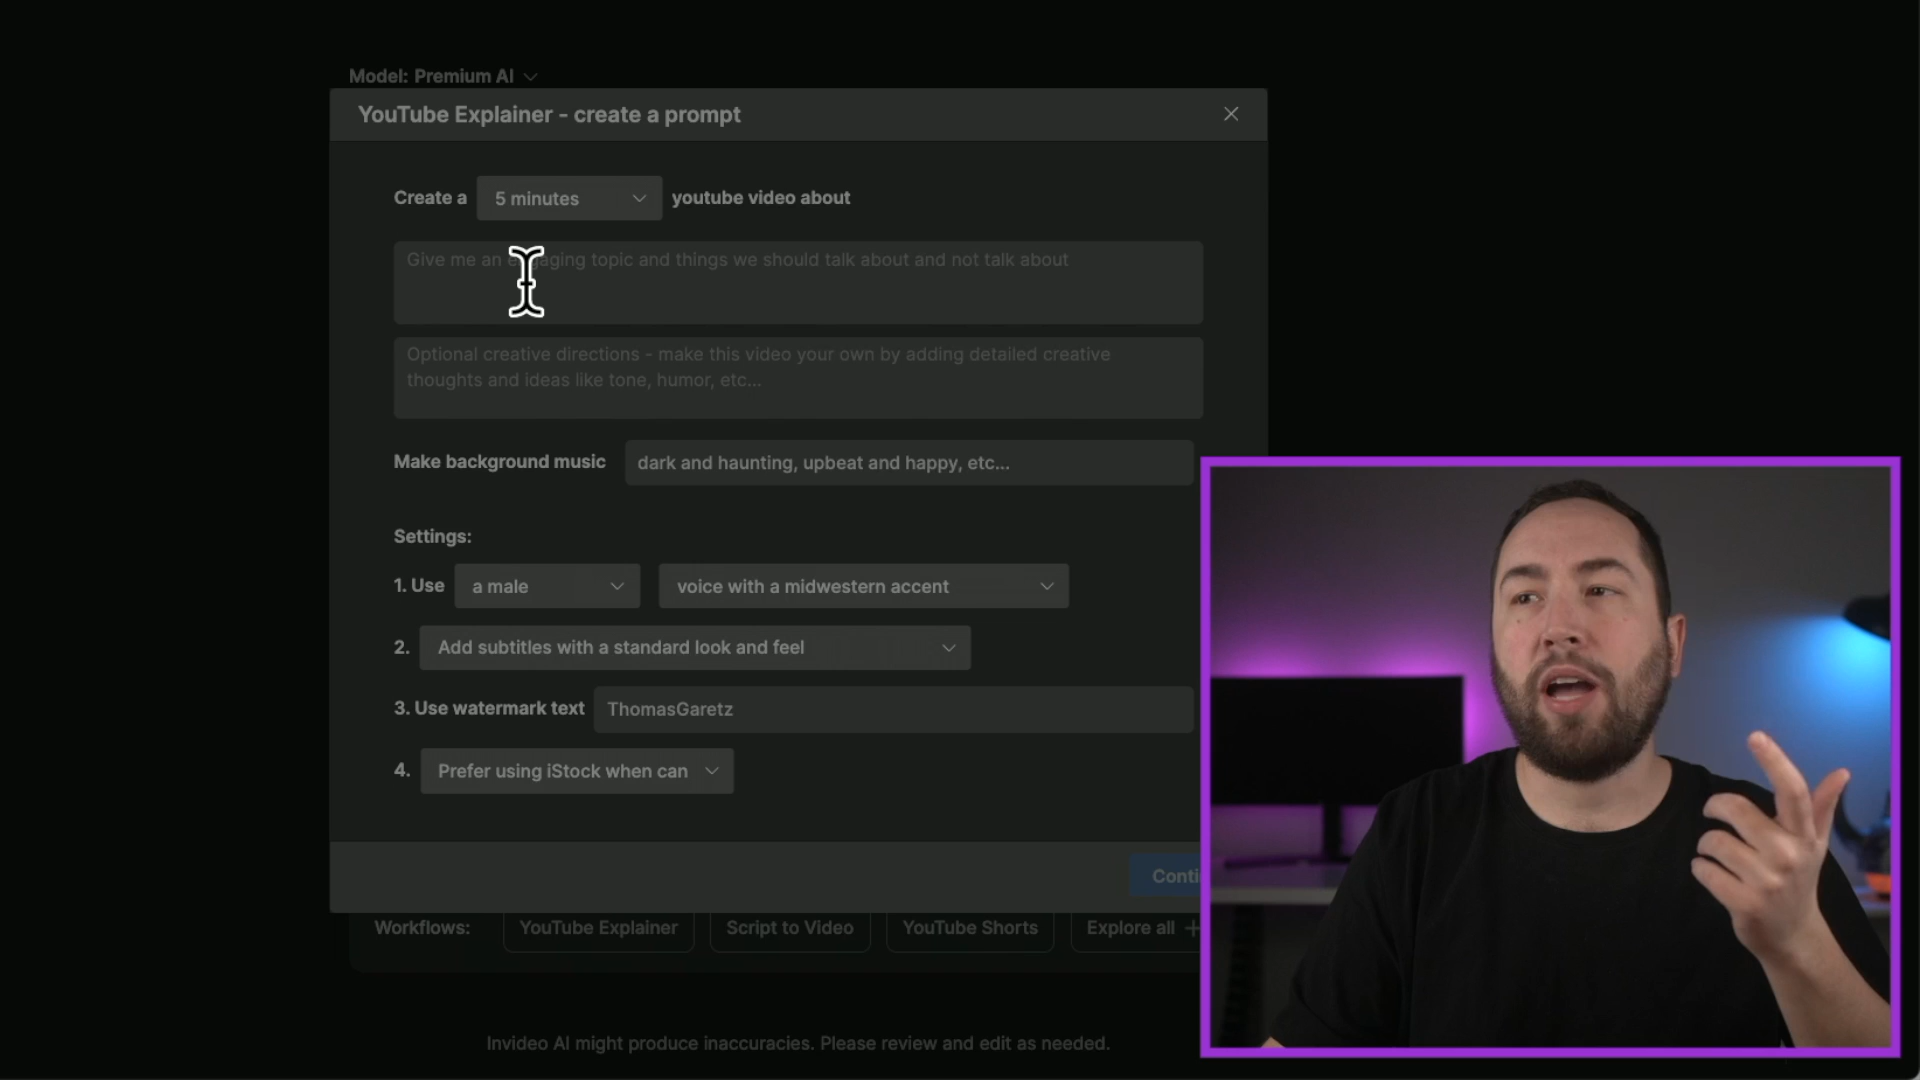 Model: Premium AI
YouTube Explainer - create a prompt
Create a 5 minutes youtube video about
Give me an engaging topic and things we should talk about and not talk about
Optional creative directions - make this video your own by adding detailed creative
thoughts and ideas like tone, humor, etc...
Make background music dark and haunting, upbeat and happy, etc...
Settings:
1. Use a male voice with a midwestern accent
2. Add subtitles with a standard look and feel
3. Use watermark text ThomasGaretz
4. Prefer using iStock when can
Conti
Workflows: YouTube Explainer Script to Video YouTube Shorts Explore all +
Invideo AI might produce inaccuracies. Please review and edit as needed.